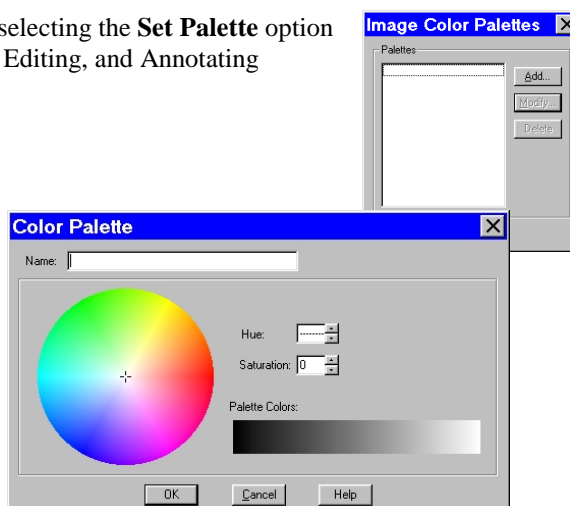 selecting the Set Palette option
Editing, and Annotating
Image Color Palettes
Palettes
Add...
Modify...
Delete
Color Palette
Name:
Hue: -------
Saturation: 0
Palette Colors:
OK Cancel Help